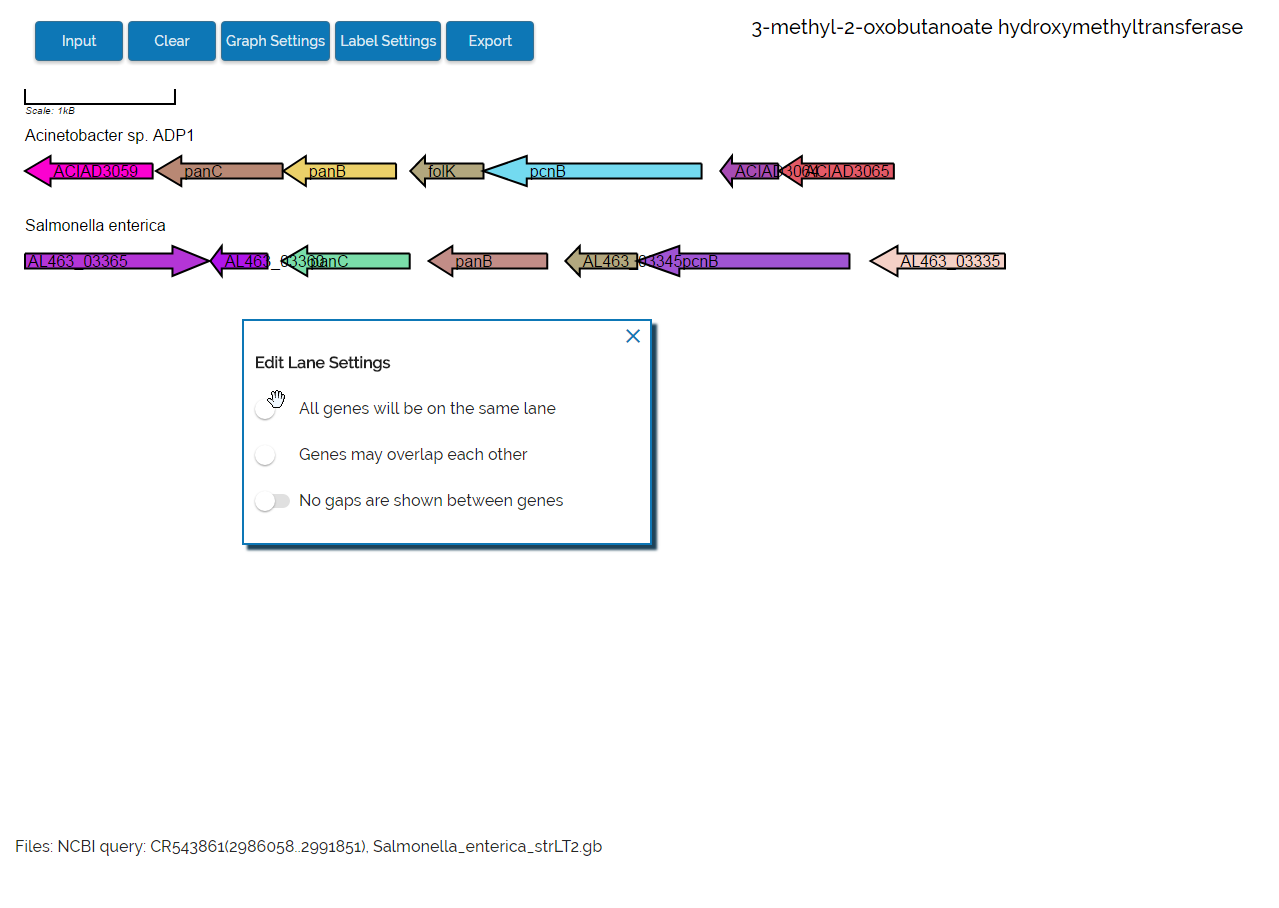 Input Clear Graph Settings Label Settings Export
3-methyl-2-oxobutanoate hydroxymethyltransferase
Scale: 1kB
Acinetobacter sp. ADP1
ACIAD3059 panC panB folK pcnB ACIAD3064 ACIAD3065
Salmonella enterica
AL463_03365 AL463_03360 panC panB AL463_03345 pcnB AL463_03335
Edit Lane Settings
All genes will be on the same lane
Genes may overlap each other
No gaps are shown between genes
Files: NCBI query: CR543861(2986058..2991851), Salmonella_enterica_strLT2.gb